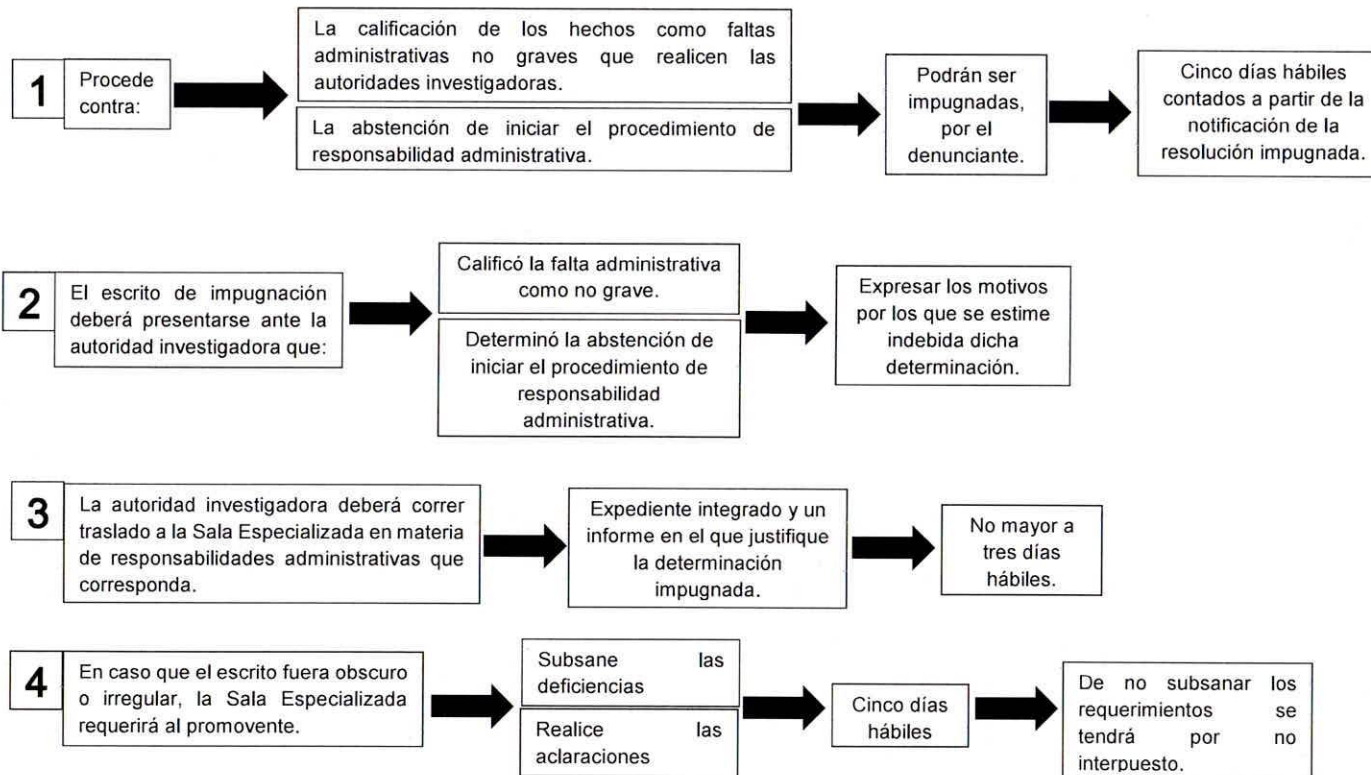 1
Procede
contra:
La calificación de los hechos como faltas
administrativas no graves que realicen las
autoridades investigadoras.
La abstención de iniciar el procedimiento de
responsabilidad administrativa.
Podrán ser
impugnadas,
por el
denunciante.
Cinco días hábiles
contados a partir de la
notificación de la
resolución impugnada.
2
El escrito de impugnación
deberá presentarse ante la
autoridad investigadora que:
Calificó la falta administrativa
como no grave.
Determinó la abstención de
iniciar el procedimiento de
responsabilidad
administrativa.
Expresar los motivos
por los que se estime
indebida dicha
determinación.
3
La autoridad investigadora deberá correr
traslado a la Sala Especializada en materia
de responsabilidades administrativas que
corresponda.
Expediente integrado y un
informe en el que justifique
la determinación
impugnada.
No mayor a
tres días
hábiles.
4
En caso que el escrito fuera obscuro
o irregular, la Sala Especializada
requerirá al promovente.
Subsane las
deficiencias
Realice las
aclaraciones
Cinco días
hábiles
De no subsanar los
requerimientos se
tendrá por no
interpuesto.